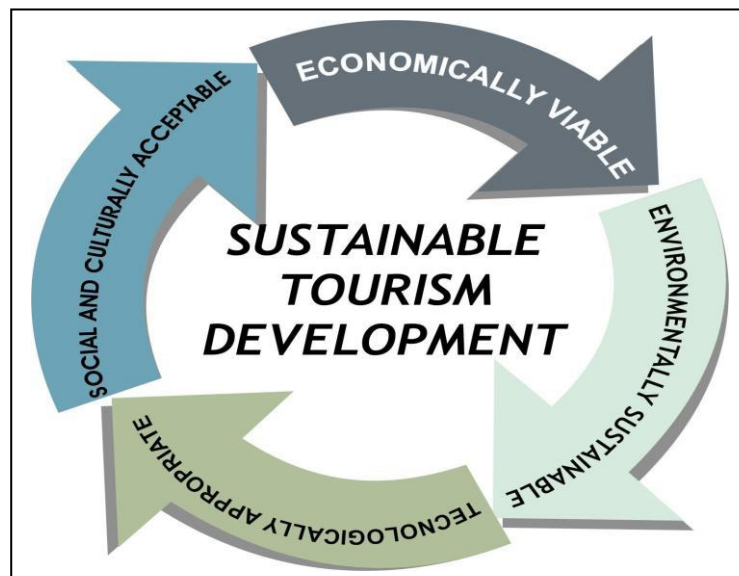 ECONOMICALLY VIABLE
ENVIRONMENTALLY SUSTAINABLE
TECNOLOGICALLY APPROPRIATE
SOCIAL AND CULTURALLY ACCEPTABLE
SUSTAINABLE
TOURISM
DEVELOPMENT